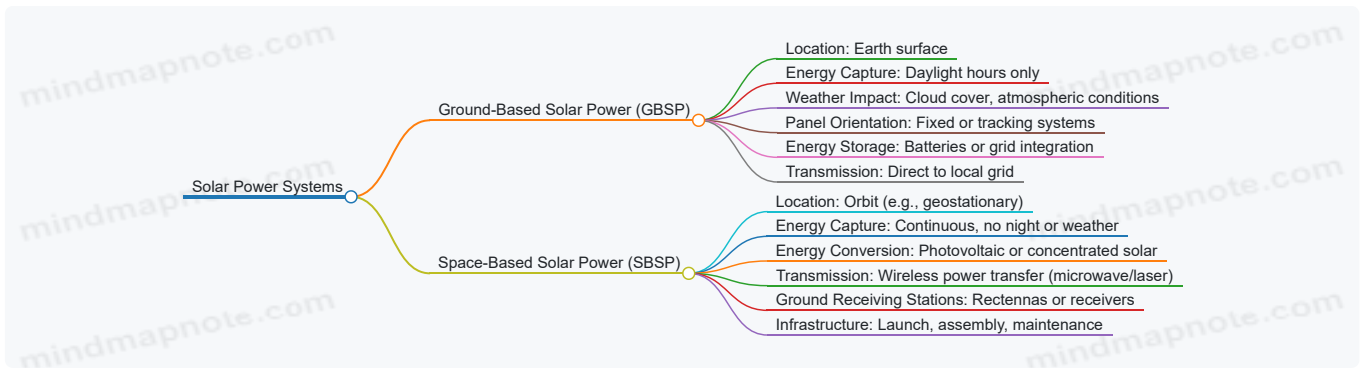 mindmapnote.com
mindmapnote.com
Location: Earth surface
Energy Capture: Daylight hours only
Weather Impact: Cloud cover, atmospheric conditions
Ground-Based Solar Power (GBSP)
Panel Orientation: Fixed or tracking systems
Energy Storage: Batteries or grid integration
Transmission: Direct to local grid
mindmapnote.com
mindmapnote.com
Solar Power Systems
Location: Orbit (e.g., geostationary)
Energy Capture: Continuous, no night or weather
Energy Conversion: Photovoltaic or concentrated solar
Space-Based Solar Power (SBSP)
Transmission: Wireless power transfer (microwave/laser)
Ground Receiving Stations: Rectennas or receivers
Infrastructure: Launch, assembly, maintenance
mindmapnote.com
mindmapnote.com